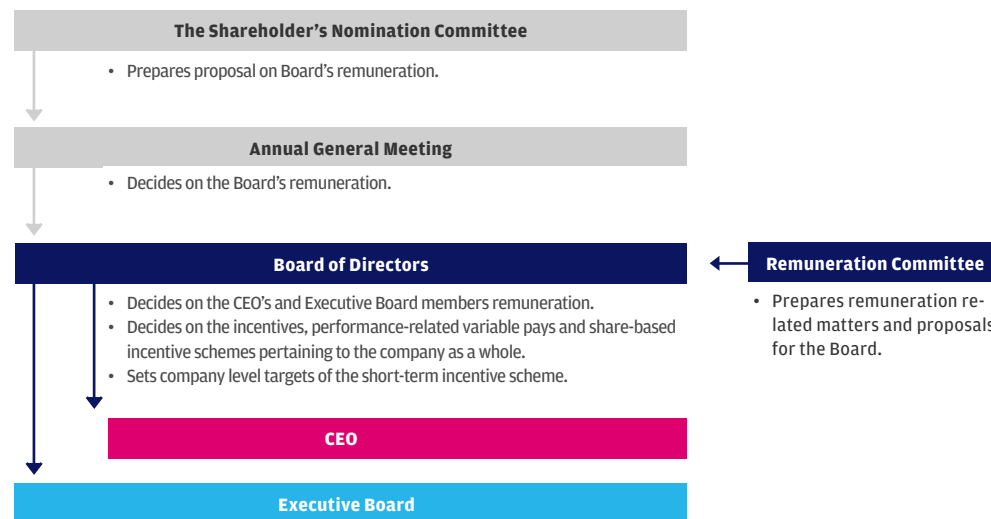 The Shareholder's Nomination Committee
• Prepares proposal on Board's remuneration.
Annual General Meeting
• Decides on the Board's remuneration.
Board of Directors
• Decides on the CEO's and Executive Board members remuneration.
• Decides on the incentives, performance-related variable pays and share-based
incentive schemes pertaining to the company as a whole.
• Sets company level targets of the short-term incentive scheme.
Remuneration Committee
• Prepares remuneration re-
lated matters and proposals
for the Board.
CEO
Executive Board